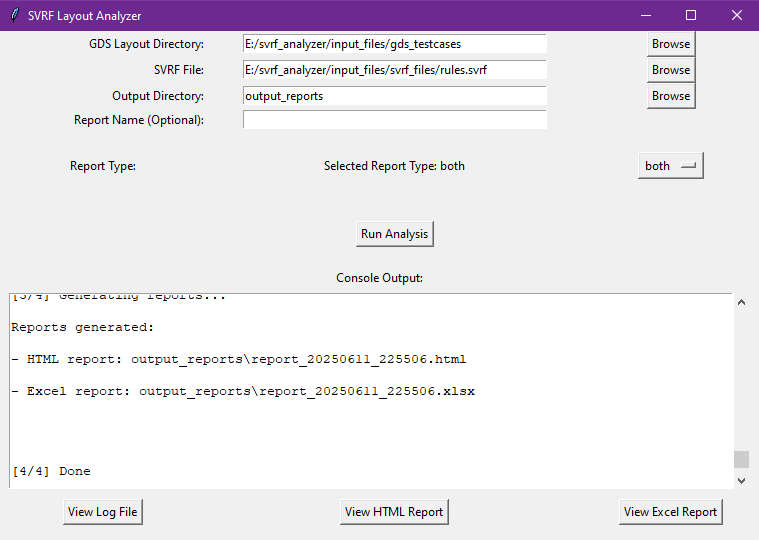 SVRF Layout Analyzer
GDS Layout Directory: E:/svrf_analyzer/input_files/gds_testcases Browse
SVRF File: E:/svrf_analyzer/input_files/svrf_files/rules.svrf Browse
Output Directory: output_reports Browse
Report Name (Optional):
Report Type: Selected Report Type: both both
Run Analysis
Console Output:
[3/4] Generating reports...
Reports generated:
- HTML report: output_reports\report_20250611_225506.html
- Excel report: output_reports\report_20250611_225506.xlsx
[4/4] Done
View Log File View HTML Report View Excel Report